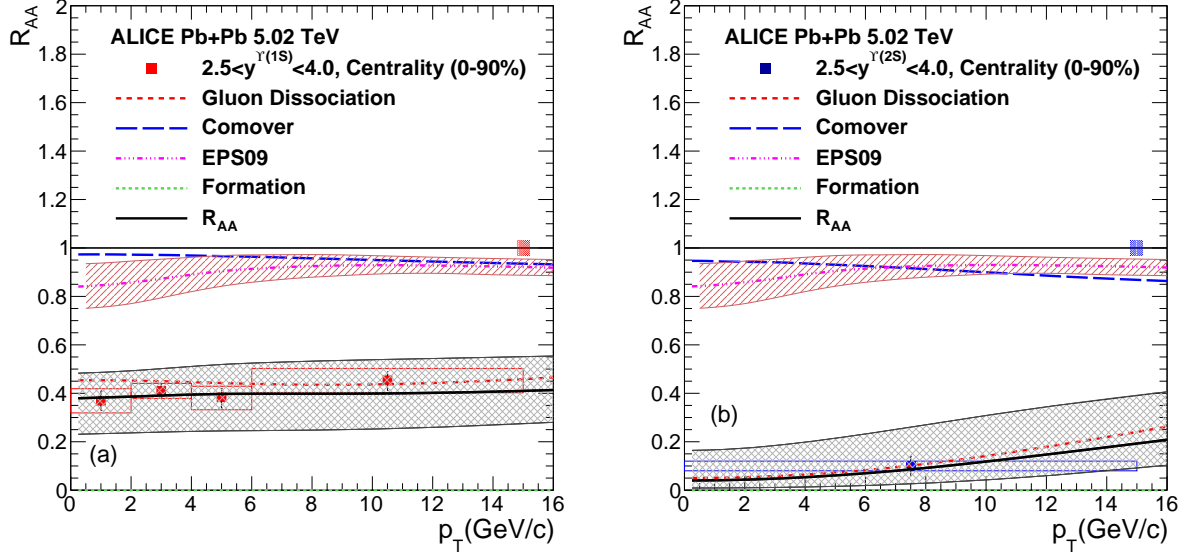 R_AA
2
1.8
1.6
1.4
1.2
1
0.8
0.6
0.4
0.2
0
ALICE Pb+Pb 5.02 TeV
2.5<y^Υ(1S)<4.0, Centrality (0-90%)
Gluon Dissociation
Comover
EPS09
Formation
R_AA
(a)
0 2 4 6 8 10 12 14 16
p_T(GeV/c)
R_AA
2
1.8
1.6
1.4
1.2
1
0.8
0.6
0.4
0.2
0
ALICE Pb+Pb 5.02 TeV
2.5<y^Υ(2S)<4.0, Centrality (0-90%)
Gluon Dissociation
Comover
EPS09
Formation
R_AA
(b)
0 2 4 6 8 10 12 14 16
p_T(GeV/c)